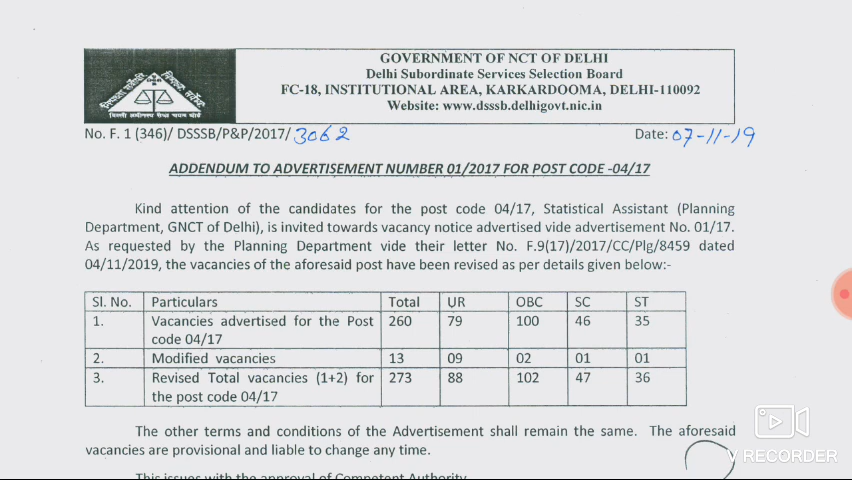 GOVERNMENT OF NCT OF DELHI
Delhi Subordinate Services Selection Board
FC-18, INSTITUTIONAL AREA, KARKARDOOMA, DELHI-110092
Website: www.dsssb.delhigovt.nic.in
No. F. 1 (346)/ DSSSB/P&P/2017/ 3062 Date: 07-11-19
ADDENDUM TO ADVERTISEMENT NUMBER 01/2017 FOR POST CODE -04/17
Kind attention of the candidates for the post code 04/17, Statistical Assistant (Planning
Department, GNCT of Delhi), is invited towards vacancy notice advertised vide advertisement No. 01/17.
As requested by the Planning Department vide their letter No. F.9(17)/2017/CC/Plg/8459 dated
04/11/2019, the vacancies of the aforesaid post have been revised as per details given below:-
Sl. No. Particulars Total UR OBC SC ST
1. Vacancies advertised for the Post 260 79 100 46 35
code 04/17
2. Modified vacancies 13 09 02 01 01
3. Revised Total vacancies (1+2) for 273 88 102 47 36
the post code 04/17
The other terms and conditions of the Advertisement shall remain the same. The aforesaid
vacancies are provisional and liable to change any time.
This issues with the approval of Competent Authority
V RECORDER